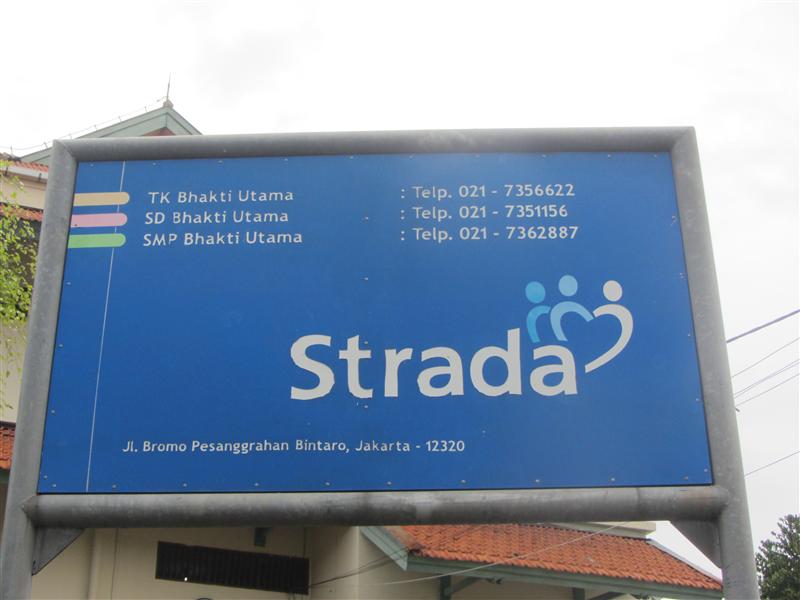 TK Bhakti Utama : Telp. 021 - 7356622
SD Bhakti Utama : Telp. 021 - 7351156
SMP Bhakti Utama : Telp. 021 - 7362887
Strada
Jl. Bromo Pesanggrahan Bintaro, Jakarta - 12320